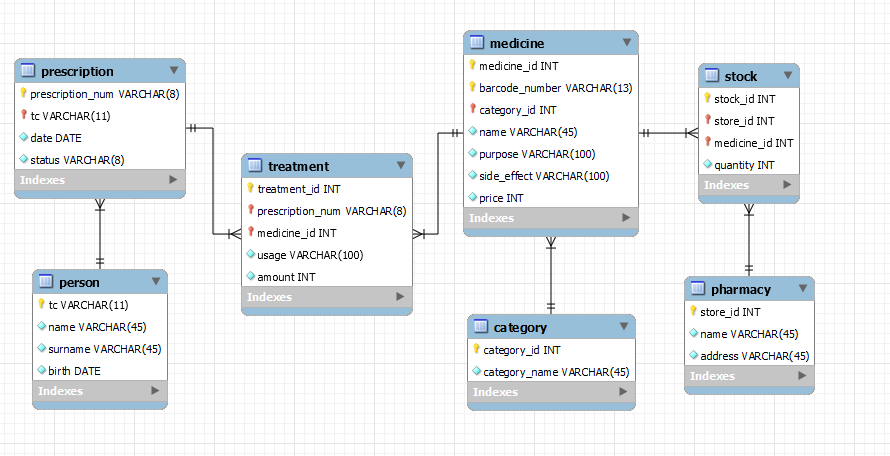 prescription
prescription_num VARCHAR(8)
tc VARCHAR(11)
date DATE
status VARCHAR(8)
Indexes
person
tc VARCHAR(11)
name VARCHAR(45)
surname VARCHAR(45)
birth DATE
Indexes
treatment
treatment_id INT
prescription_num VARCHAR(8)
medicine_id INT
usage VARCHAR(100)
amount INT
Indexes
medicine
medicine_id INT
barcode_number VARCHAR(13)
category_id INT
name VARCHAR(45)
purpose VARCHAR(100)
side_effect VARCHAR(100)
price INT
Indexes
category
category_id INT
category_name VARCHAR(45)
Indexes
stock
stock_id INT
store_id INT
medicine_id INT
quantity INT
Indexes
pharmacy
store_id INT
name VARCHAR(45)
address VARCHAR(45)
Indexes